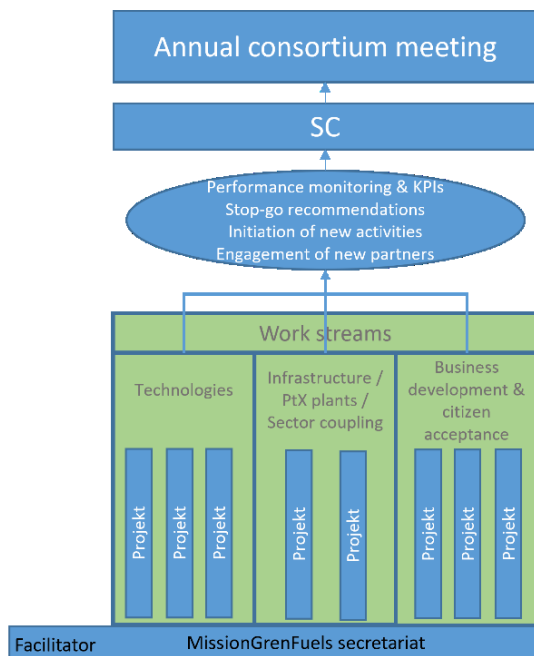 Annual consortium meeting
SC
Performance monitoring & KPIs
Stop-go recommendations
Initiation of new activities
Engagement of new partners
Work streams
Technologies
Infrastructure /
PtX plants /
Sector coupling
Business
development &
citizen
acceptance
Projekt
Projekt
Projekt
Projekt
Projekt
Projekt
Projekt
Projekt
Facilitator
MissionGrenFuels secretariat